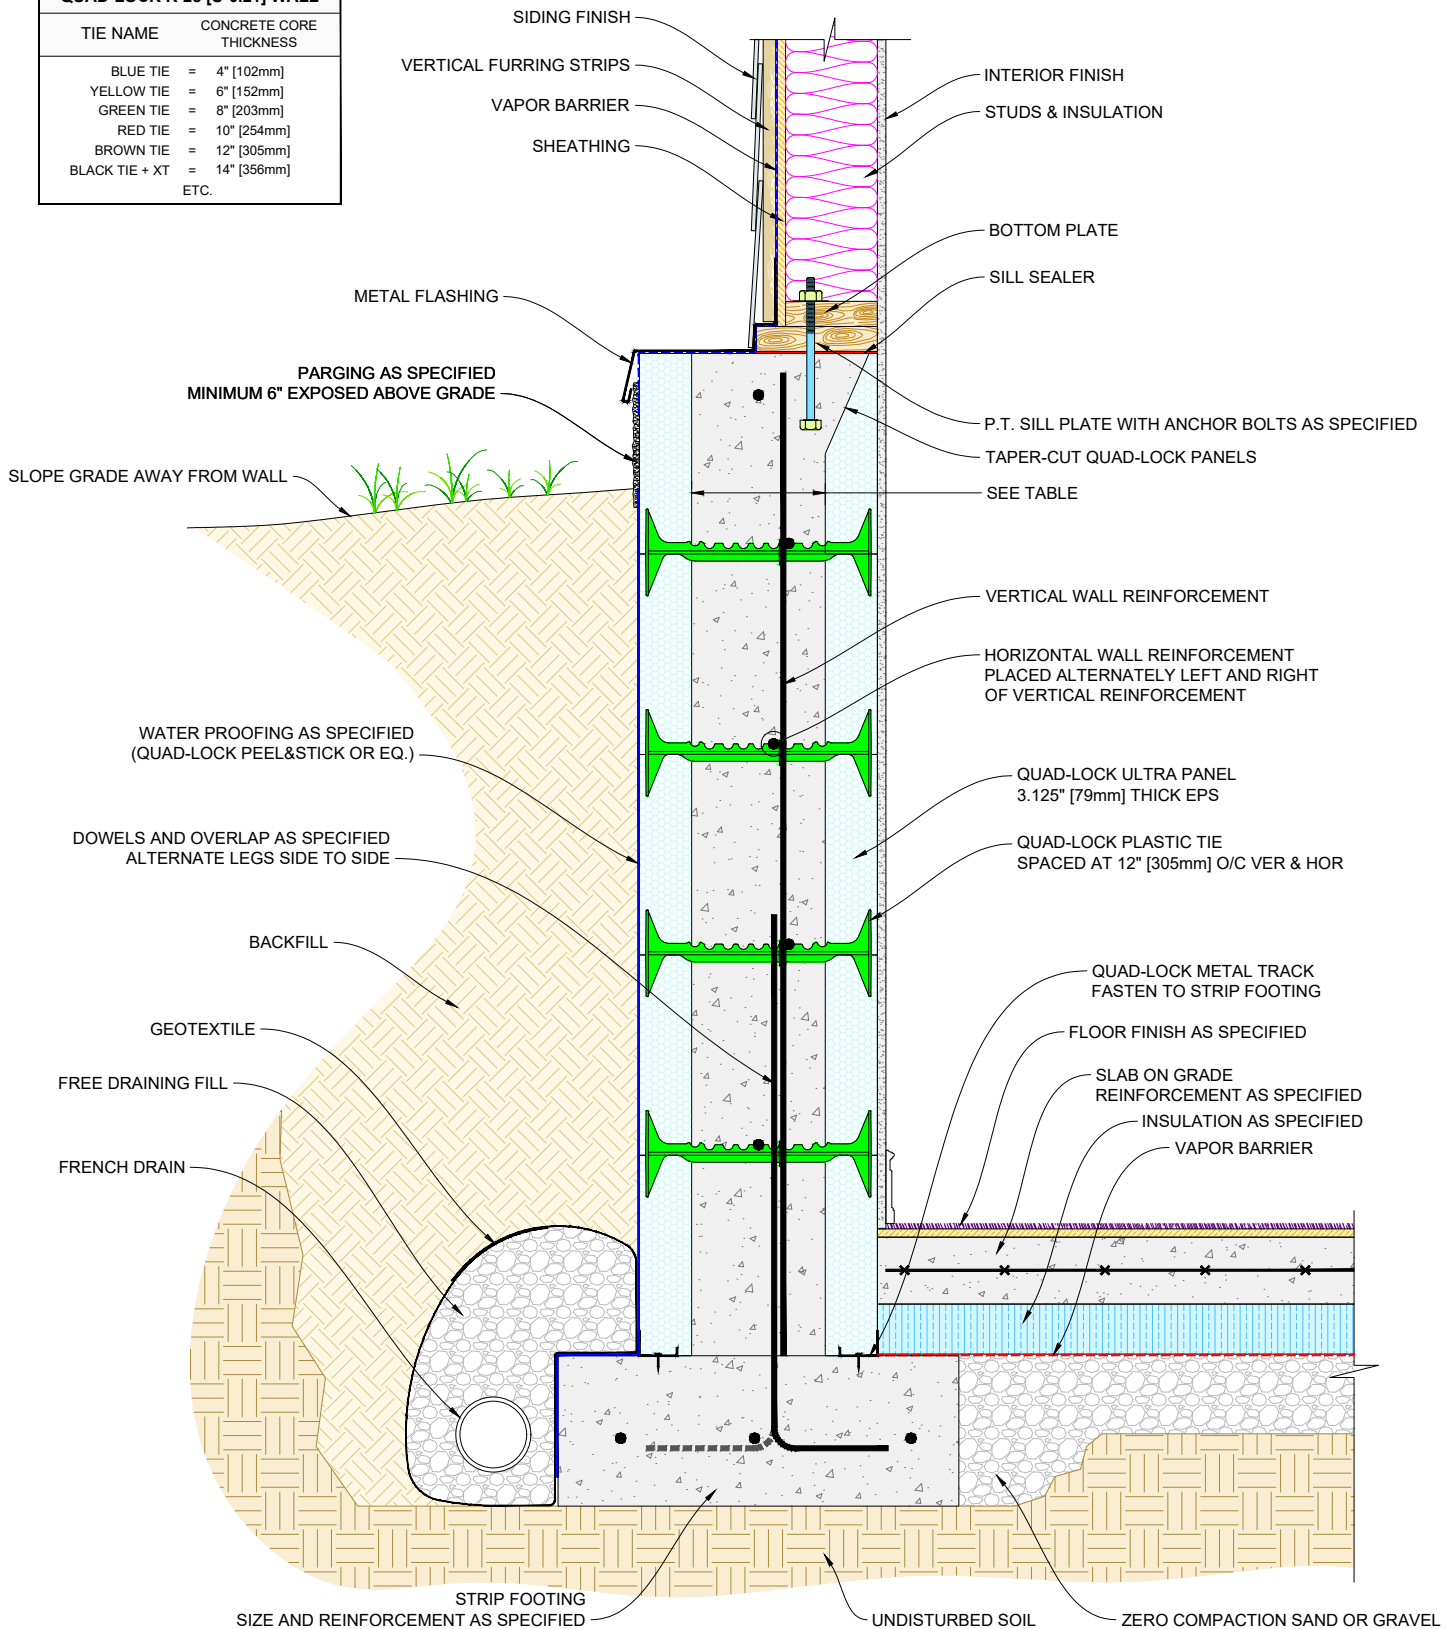 TIE NAME
CONCRETE CORE
THICKNESS
BLUE TIE = 4" [102mm]
YELLOW TIE = 6" [152mm]
GREEN TIE = 8" [203mm]
RED TIE = 10" [254mm]
BROWN TIE = 12" [305mm]
BLACK TIE + XT = 14" [356mm]
ETC.
SIDING FINISH
VERTICAL FURRING STRIPS
VAPOR BARRIER
SHEATHING
METAL FLASHING
PARGING AS SPECIFIED
MINIMUM 6" EXPOSED ABOVE GRADE
SLOPE GRADE AWAY FROM WALL
WATER PROOFING AS SPECIFIED
(QUAD-LOCK PEEL&STICK OR EQ.)
DOWELS AND OVERLAP AS SPECIFIED
ALTERNATE LEGS SIDE TO SIDE
BACKFILL
GEOTEXTILE
FREE DRAINING FILL
FRENCH DRAIN
STRIP FOOTING
SIZE AND REINFORCEMENT AS SPECIFIED
INTERIOR FINISH
STUDS & INSULATION
BOTTOM PLATE
SILL SEALER
P.T. SILL PLATE WITH ANCHOR BOLTS AS SPECIFIED
TAPER-CUT QUAD-LOCK PANELS
SEE TABLE
VERTICAL WALL REINFORCEMENT
HORIZONTAL WALL REINFORCEMENT
PLACED ALTERNATELY LEFT AND RIGHT
OF VERTICAL REINFORCEMENT
QUAD-LOCK ULTRA PANEL
3.125" [79mm] THICK EPS
QUAD-LOCK PLASTIC TIE
SPACED AT 12" [305mm] O/C VER & HOR
QUAD-LOCK METAL TRACK
FASTEN TO STRIP FOOTING
FLOOR FINISH AS SPECIFIED
SLAB ON GRADE
REINFORCEMENT AS SPECIFIED
INSULATION AS SPECIFIED
VAPOR BARRIER
UNDISTURBED SOIL
ZERO COMPACTION SAND OR GRAVEL